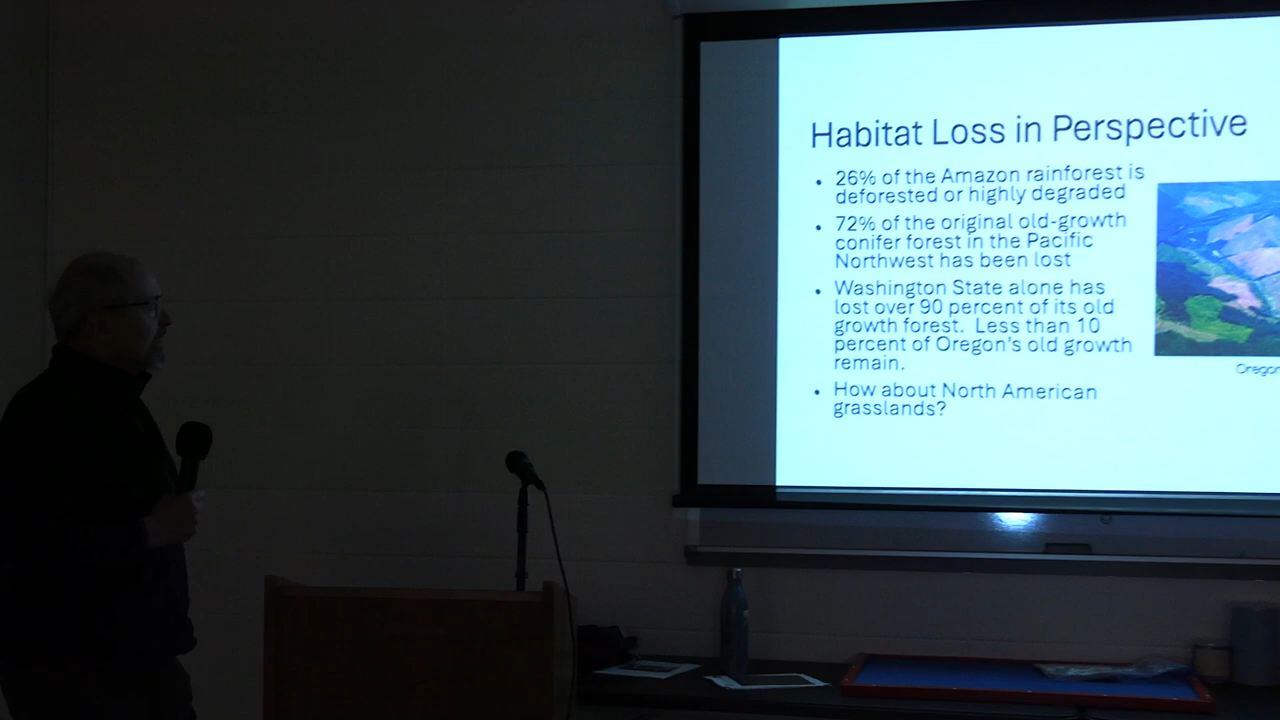 Habitat Loss in Perspective
• 26% of the Amazon rainforest is
deforested or highly degraded
• 72% of the original old-growth
conifer forest in the Pacific
Northwest has been lost
• Washington State alone has
lost over 90 percent of its old
growth forest. Less than 10
percent of Oregon's old growth
remain.
• How about North American
grasslands?
Oregon